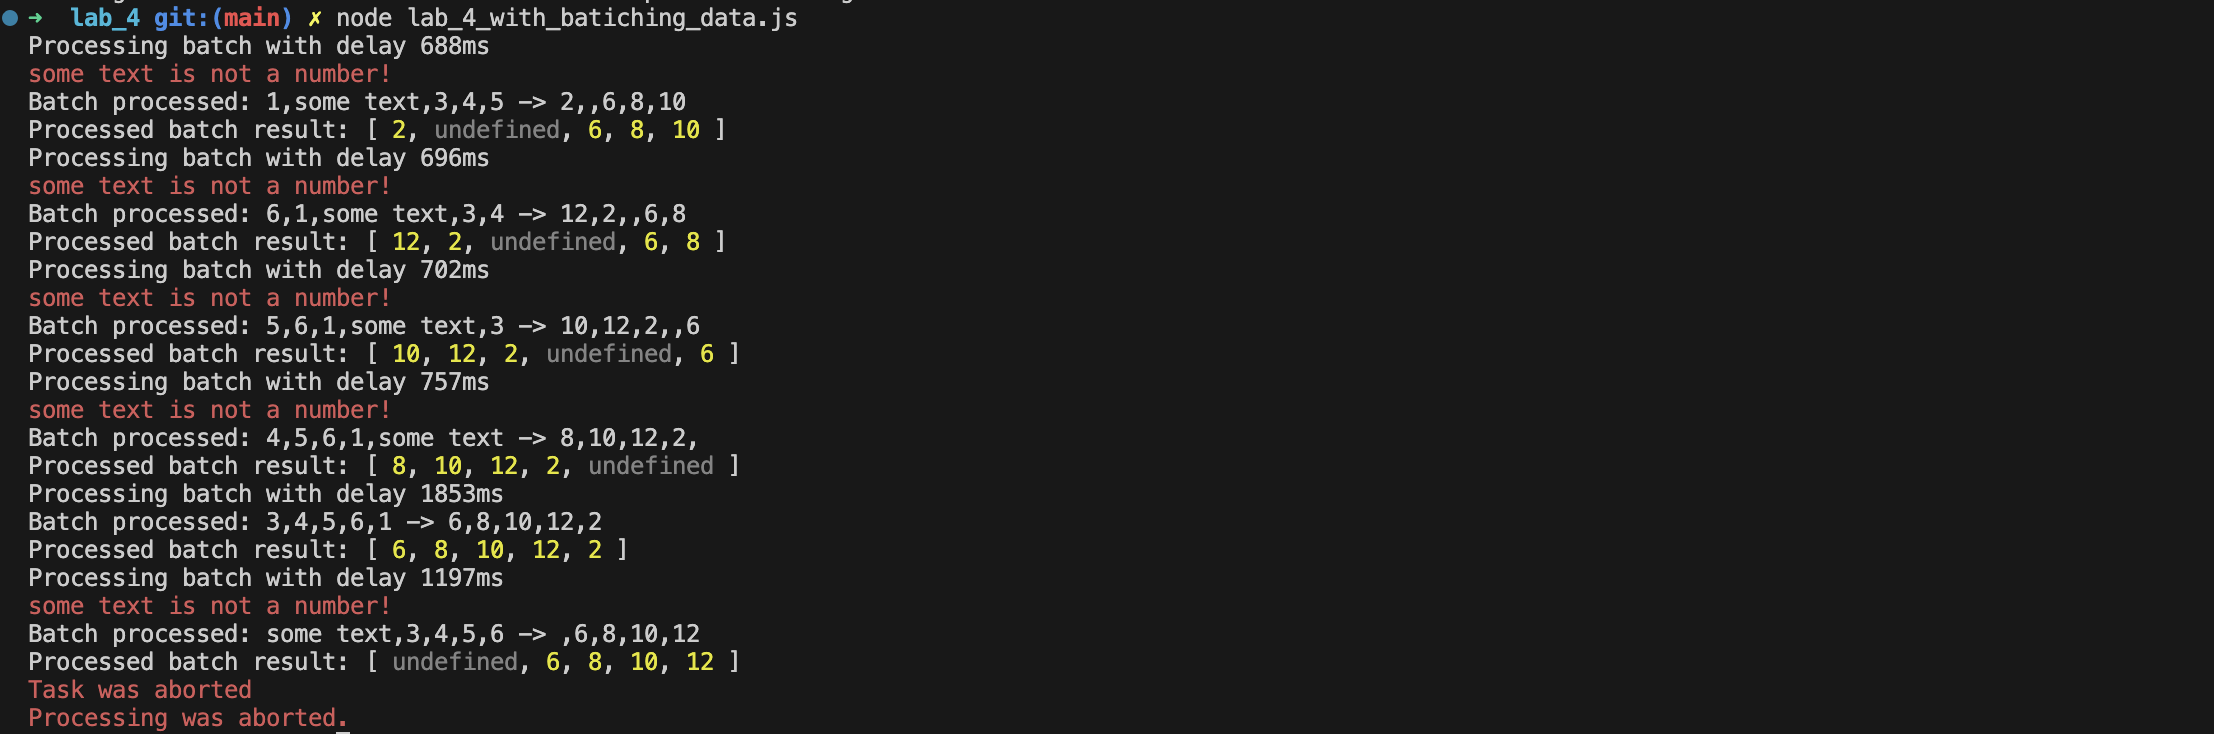 ➜ lab_4 git:(main) ✗ node lab_4_with_batiching_data.js
Processing batch with delay 688ms
some text is not a number!
Batch processed: 1,some text,3,4,5 —> 2,,6,8,10
Processed batch result: [ 2, undefined, 6, 8, 10 ]
Processing batch with delay 696ms
some text is not a number!
Batch processed: 6,1,some text,3,4 —> 12,2,,6,8
Processed batch result: [ 12, 2, undefined, 6, 8 ]
Processing batch with delay 702ms
some text is not a number!
Batch processed: 5,6,1,some text,3 —> 10,12,2,,6
Processed batch result: [ 10, 12, 2, undefined, 6 ]
Processing batch with delay 757ms
some text is not a number!
Batch processed: 4,5,6,1,some text —> 8,10,12,2,
Processed batch result: [ 8, 10, 12, 2, undefined ]
Processing batch with delay 1853ms
Batch processed: 3,4,5,6,1 —> 6,8,10,12,2
Processed batch result: [ 6, 8, 10, 12, 2 ]
Processing batch with delay 1197ms
some text is not a number!
Batch processed: some text,3,4,5,6 —> ,6,8,10,12
Processed batch result: [ undefined, 6, 8, 10, 12 ]
Task was aborted
Processing was aborted.